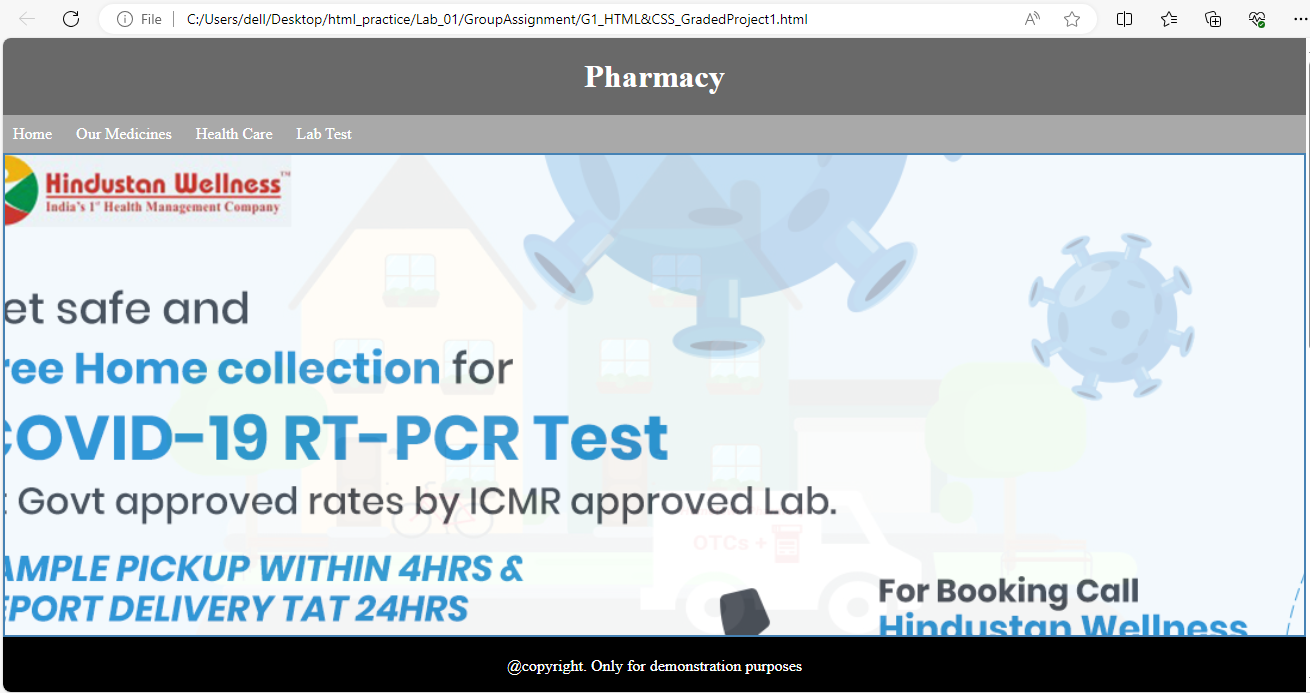 File
C:/Users/dell/Desktop/html_practice/Lab_01/GroupAssignment/G1_HTML&CSS_GradedProject1.html
Pharmacy
Home Our Medicines Health Care Lab Test
Hindustan Wellness™
India's 1st Health Management Company
et safe and
ree Home collection for
COVID-19 RT-PCR Test
t Govt approved rates by ICMR approved Lab.
AMPLE PICKUP WITHIN 4HRS &
EPORT DELIVERY TAT 24HRS
OTCs +
For Booking Call
Hindustan Wellness
@copyright. Only for demonstration purposes